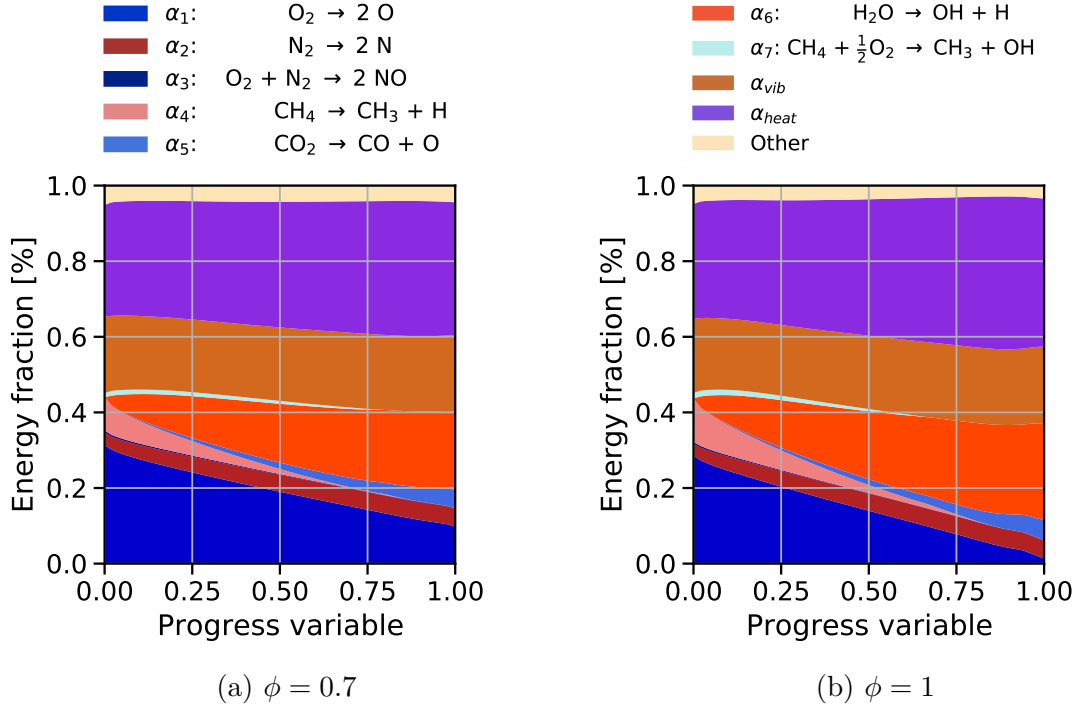 α₁: O₂ → 2 O
α₂: N₂ → 2 N
α₃: O₂ + N₂ → 2 NO
α₄: CH₄ → CH₃ + H
α₅: CO₂ → CO + O
α₆: H₂O → OH + H
α₇: CH₄ + ½O₂ → CH₃ + OH
α_vib
α_heat
Other
Energy fraction [%]
1.0
0.8
0.6
0.4
0.2
0.0
0.00 0.25 0.50 0.75 1.00
Progress variable
(a) ϕ = 0.7
Energy fraction [%]
1.0
0.8
0.6
0.4
0.2
0.0
0.00 0.25 0.50 0.75 1.00
Progress variable
(b) ϕ = 1